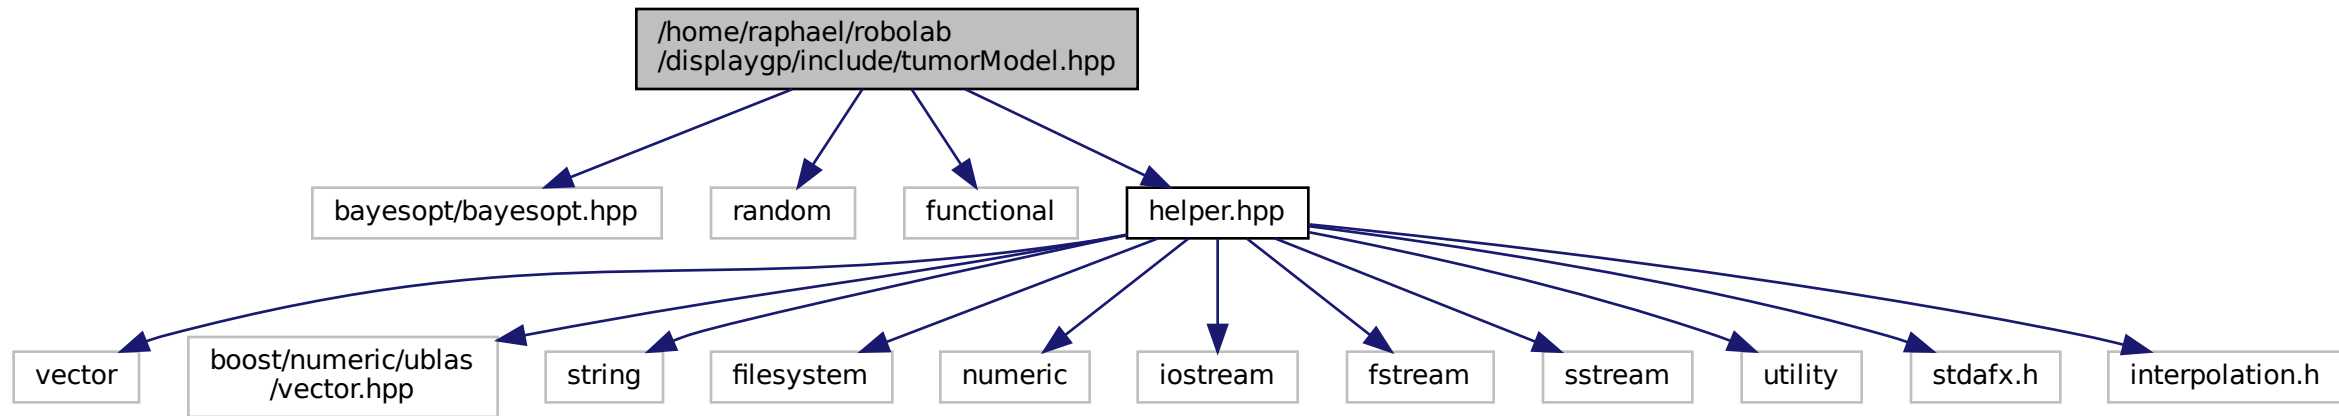 /home/raphael/robolab
/displaygp/include/tumorModel.hpp
bayesopt/bayesopt.hpp
random
functional
helper.hpp
vector
boost/numeric/ublas
/vector.hpp
string
filesystem
numeric
iostream
fstream
sstream
utility
stdafx.h
interpolation.h